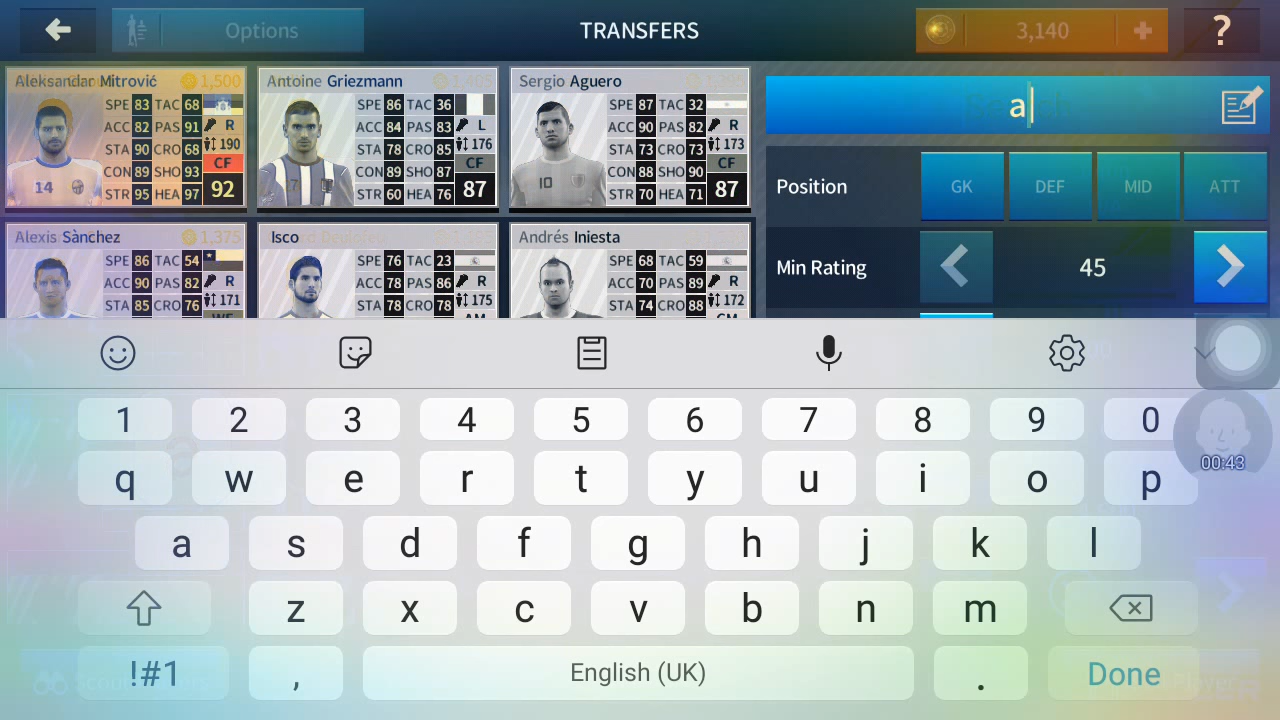 Options
TRANSFERS
3,140
?
Aleksandar Mitrović 1,500
SPE 83 TAC 68
ACC 82 PAS 91 R
STA 90 CRO 68 190
CON 89 SHO 93 CF
STR 95 HEA 97 92
14
Antoine Griezmann
SPE 86 TAC 36
ACC 84 PAS 83 L
STA 78 CRO 85 176
CON 89 SHO 87 CF
STR 60 HEA 76 87
7
Sergio Aguero
SPE 87 TAC 32
ACC 90 PAS 82 R
STA 73 CRO 73 173
CON 88 SHO 90 CF
STR 70 HEA 71 87
10
Alexis Sànchez 1,375
SPE 86 TAC 54
ACC 90 PAS 82 R
STA 85 CRO 76 171
Isco
SPE 76 TAC 23
ACC 78 PAS 86 R
STA 78 CRO 78 175
Andrés Iniesta
SPE 68 TAC 59
ACC 70 PAS 89 R
STA 74 CRO 88 172
a
Position GK DEF MID ATT
Min Rating 45
1 2 3 4 5 6 7 8 9 0
q w e r t y u i o p
00:43
a s d f g h j k l
z x c v b n m
!#1 , English (UK) . Done